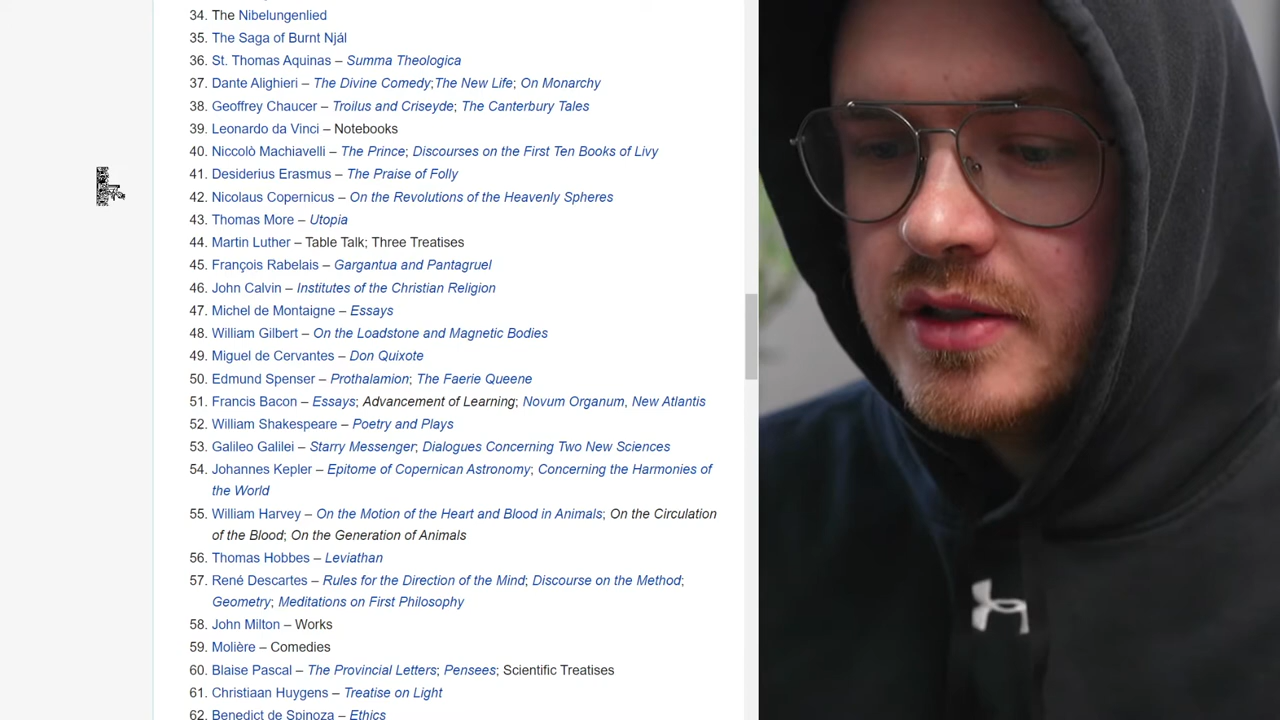 34. The Nibelungenlied
35. The Saga of Burnt Njál
36. St. Thomas Aquinas – Summa Theologica
37. Dante Alighieri – The Divine Comedy;The New Life; On Monarchy
38. Geoffrey Chaucer – Troilus and Criseyde; The Canterbury Tales
39. Leonardo da Vinci – Notebooks
40. Niccolò Machiavelli – The Prince; Discourses on the First Ten Books of Livy
41. Desiderius Erasmus – The Praise of Folly
42. Nicolaus Copernicus – On the Revolutions of the Heavenly Spheres
43. Thomas More – Utopia
44. Martin Luther – Table Talk; Three Treatises
45. François Rabelais – Gargantua and Pantagruel
46. John Calvin – Institutes of the Christian Religion
47. Michel de Montaigne – Essays
48. William Gilbert – On the Loadstone and Magnetic Bodies
49. Miguel de Cervantes – Don Quixote
50. Edmund Spenser – Prothalamion; The Faerie Queene
51. Francis Bacon – Essays; Advancement of Learning; Novum Organum, New Atlantis
52. William Shakespeare – Poetry and Plays
53. Galileo Galilei – Starry Messenger; Dialogues Concerning Two New Sciences
54. Johannes Kepler – Epitome of Copernican Astronomy; Concerning the Harmonies of
the World
55. William Harvey – On the Motion of the Heart and Blood in Animals; On the Circulation
of the Blood; On the Generation of Animals
56. Thomas Hobbes – Leviathan
57. René Descartes – Rules for the Direction of the Mind; Discourse on the Method;
Geometry; Meditations on First Philosophy
58. John Milton – Works
59. Molière – Comedies
60. Blaise Pascal – The Provincial Letters; Pensees; Scientific Treatises
61. Christiaan Huygens – Treatise on Light
62. Benedict de Spinoza – Ethics